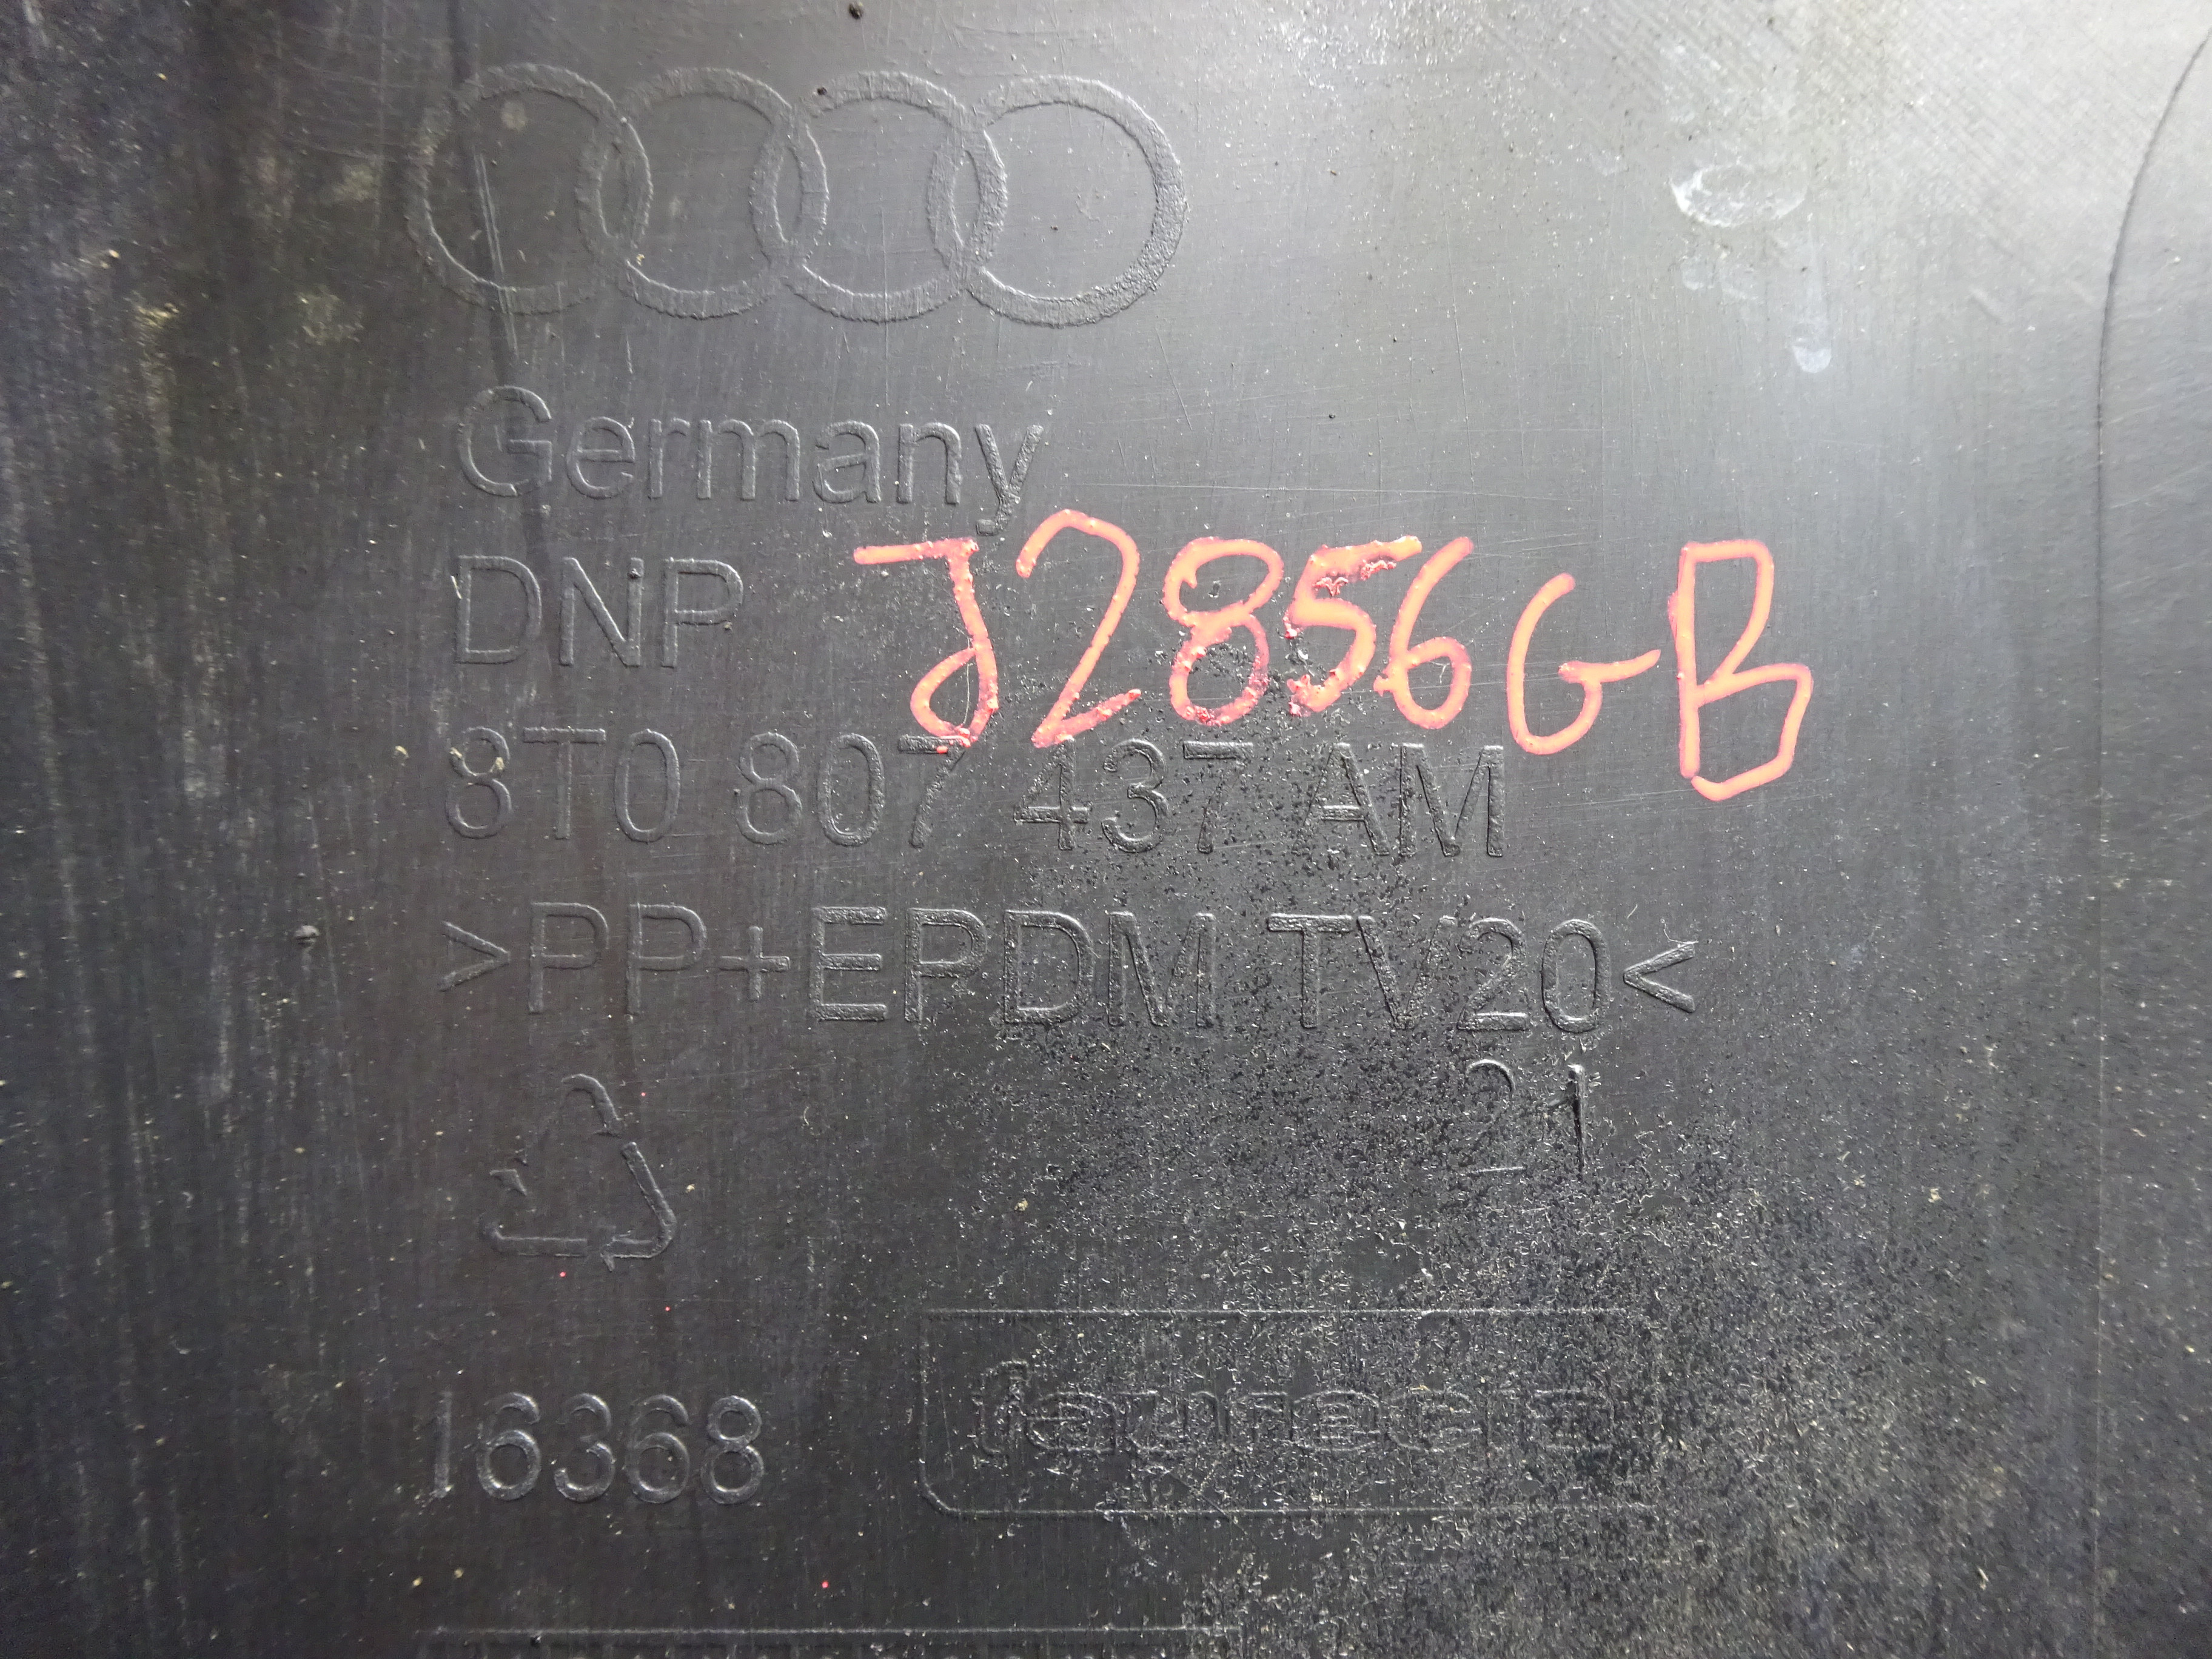 Germany
DNP
J2856GB
8T0 807 437 AM
>PP+EPDM TV20<
21
16368
faurecia